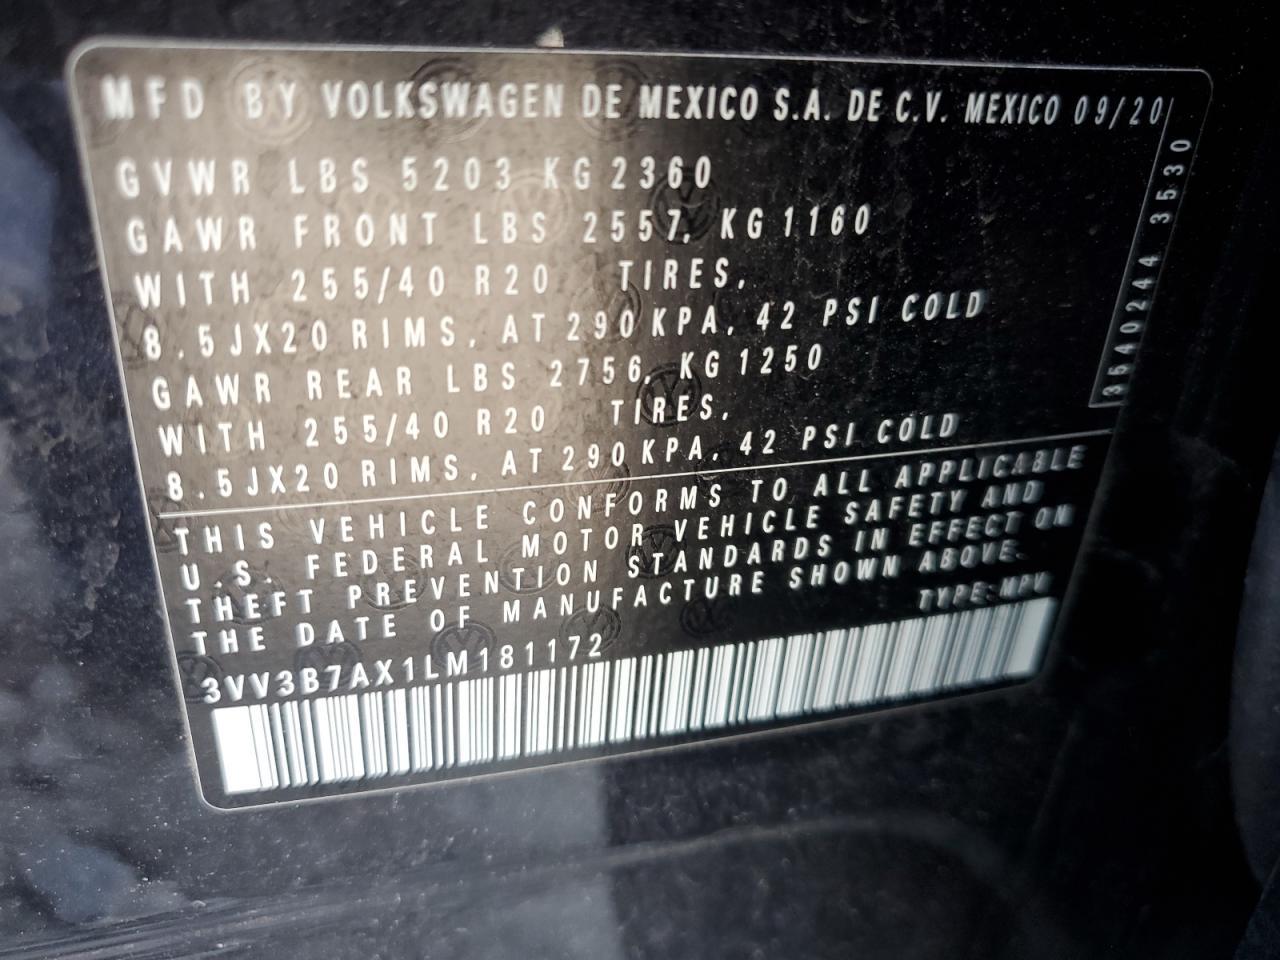 MFD BY VOLKSWAGEN DE MEXICO S.A. DE C.V. MEXICO 09/20
GVWR LBS 5203 KG 2360
GAWR FRONT LBS 2557, KG 1160
WITH 255/40 R20 TIRES,
8.5JX20 RIMS, AT 290 KPA, 42 PSI COLD
GAWR REAR LBS 2756, KG 1250
WITH 255/40 R20 TIRES,
8.5JX20 RIMS, AT 290 KPA, 42 PSI COLD
3540244 3530
THIS VEHICLE CONFORMS TO ALL APPLICABLE
U.S. FEDERAL MOTOR VEHICLE SAFETY AND
THEFT PREVENTION STANDARDS IN EFFECT ON
THE DATE OF MANUFACTURE SHOWN ABOVE.
TYPE: MPV
3VV3B7AX1LM181172